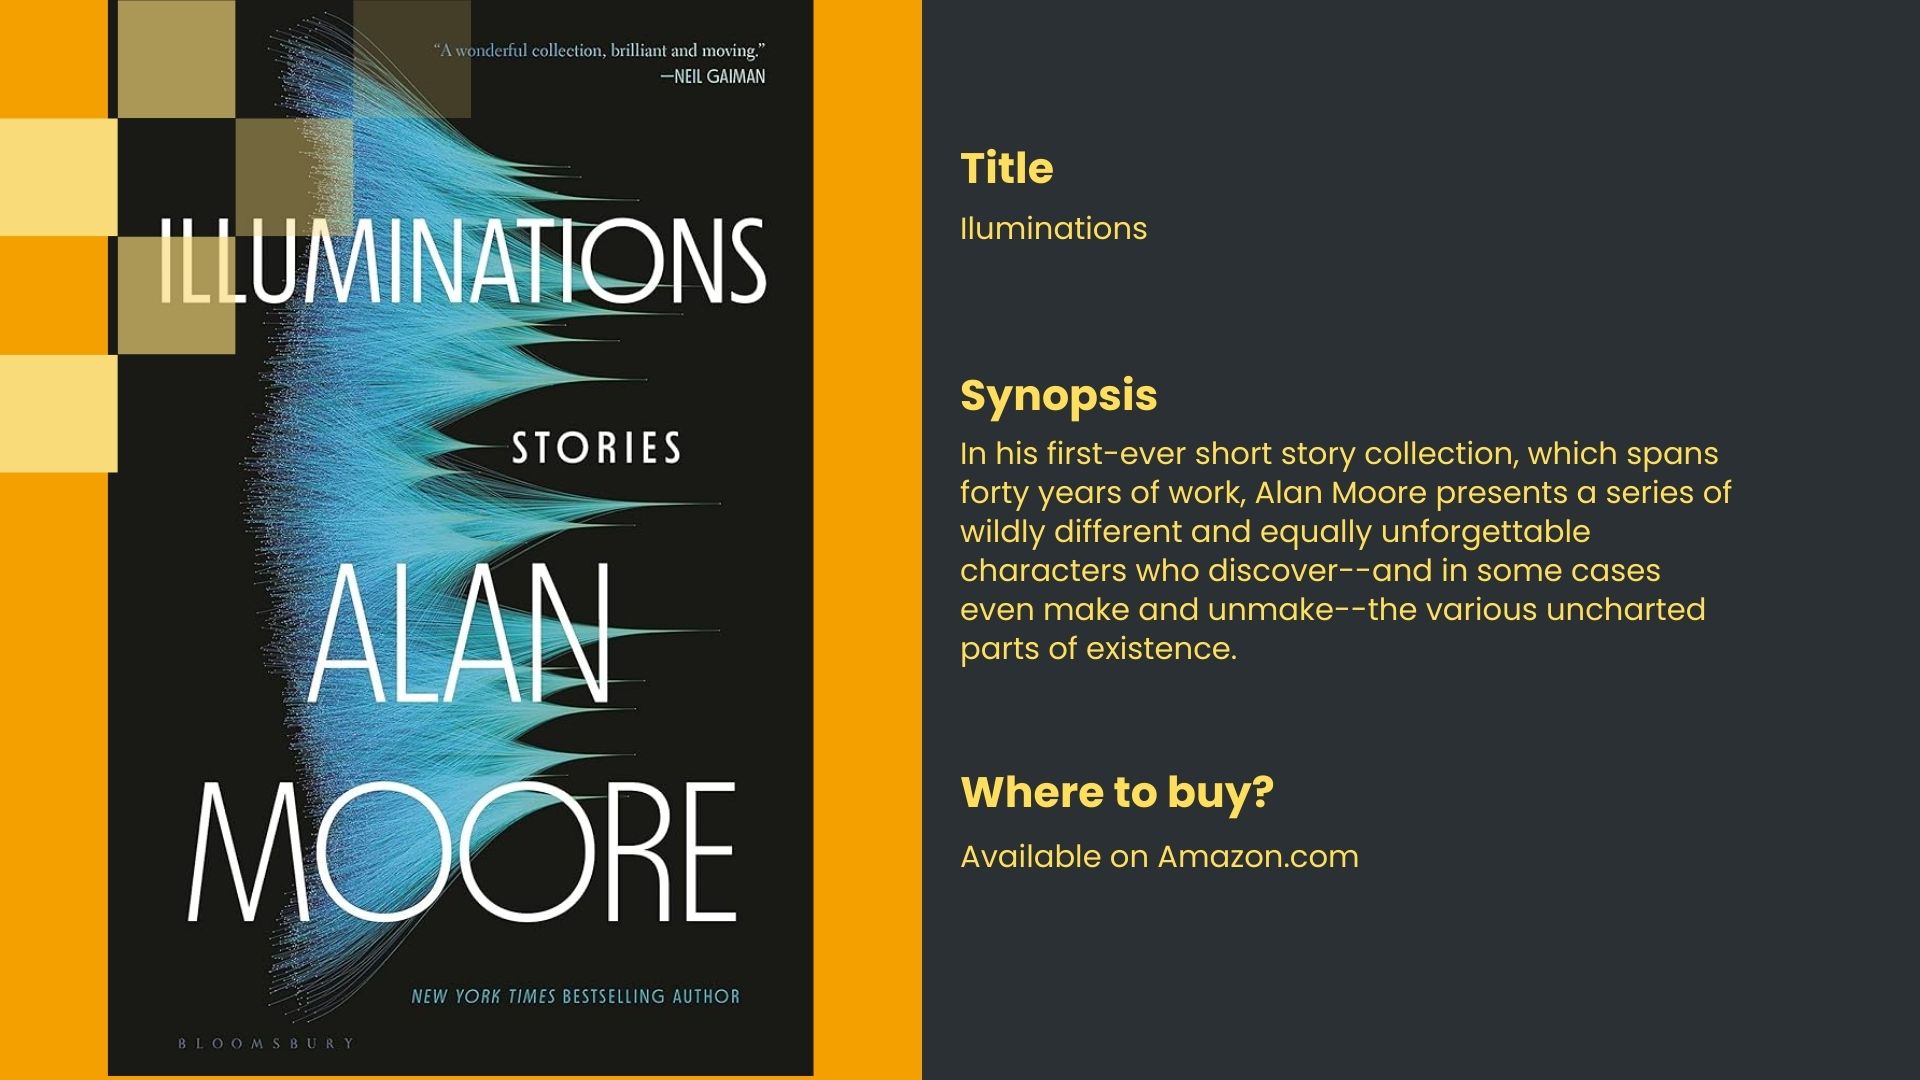 “A wonderful collection, brilliant and moving.”
—NEIL GAIMAN
ILLUMINATIONS
STORIES
ALAN
MOORE
NEW YORK TIMES BESTSELLING AUTHOR
BLOOMSBURY
Title
Iluminations
Synopsis
In his first-ever short story collection, which spans
forty years of work, Alan Moore presents a series of
wildly different and equally unforgettable
characters who discover--and in some cases
even make and unmake--the various uncharted
parts of existence.
Where to buy?
Available on Amazon.com